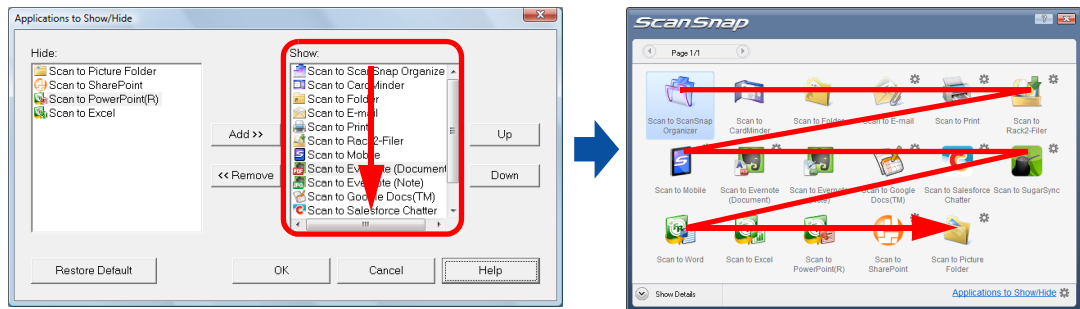 Applications to Show/Hide
Hide:
Scan to Picture Folder
Scan to SharePoint
Scan to PowerPoint(R)
Scan to Excel
Add >>
<< Remove
Show:
Scan to ScanSnap Organize
Scan to CardMinder
Scan to Folder
Scan to E-mail
Scan to Print
Scan to Rack2-Filer
Scan to Mobile
Scan to Evernote (Document
Scan to Evernote (Note)
Scan to Google Docs(TM)
Scan to Salesforce Chatter
Up
Down
Restore Default
OK
Cancel
Help
ScanSnap
Page 1/1
Scan to ScanSnap
Organizer
Scan to
CardMinder
Scan to Folder
Scan to E-mail
Scan to Print
Scan to
Rack2-Filer
Scan to Mobile
Scan to Evernote
(Document)
Scan to Evernote
(Note)
Scan to Google
Docs(TM)
Scan to Salesforce
Chatter
Scan to SugarSync
Scan to Word
Scan to Excel
Scan to
PowerPoint(R)
Scan to
SharePoint
Scan to Picture
Folder
Show Details
Applications to Show/Hide